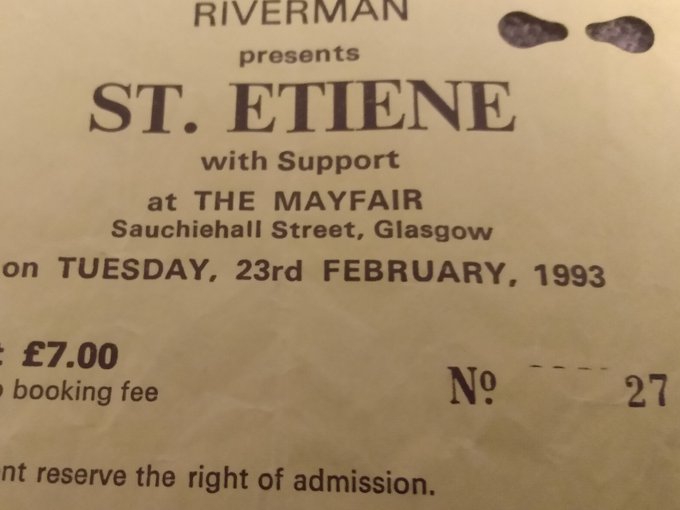 RIVERMAN
presents
ST. ETIENE
with Support
at THE MAYFAIR
Sauchiehall Street, Glasgow
on TUESDAY, 23rd FEBRUARY, 1993
£7.00
booking fee
Nº 27
reserve the right of admission.